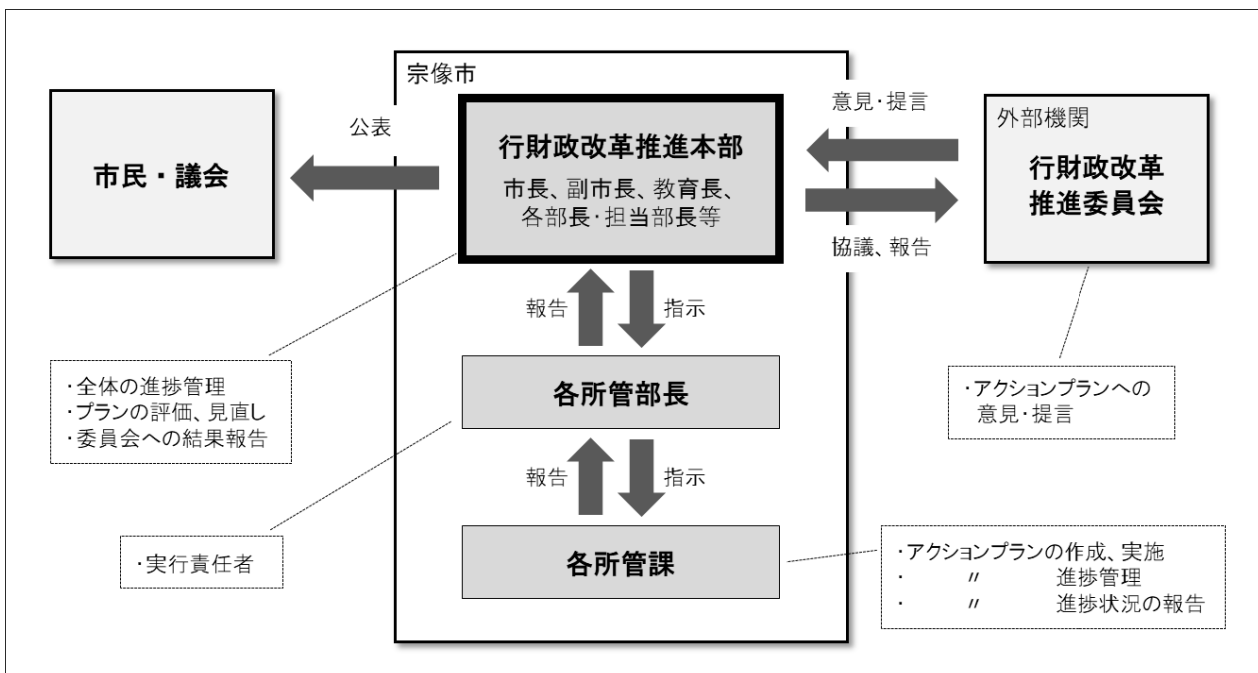 宗像市
市民・議会
公表
行財政改革推進本部
市長、副市長、教育長、
各部長・担当部長等
意見・提言
協議、報告
外部機関
行財政改革
推進委員会
報告
指示
・全体の進捗管理
・プランの評価、見直し
・委員会への結果報告
各所管部長
・アクションプランへの
意見・提言
報告
指示
・実行責任者
各所管課
・アクションプランの作成、実施
・ 〃 進捗管理
・ 〃 進捗状況の報告